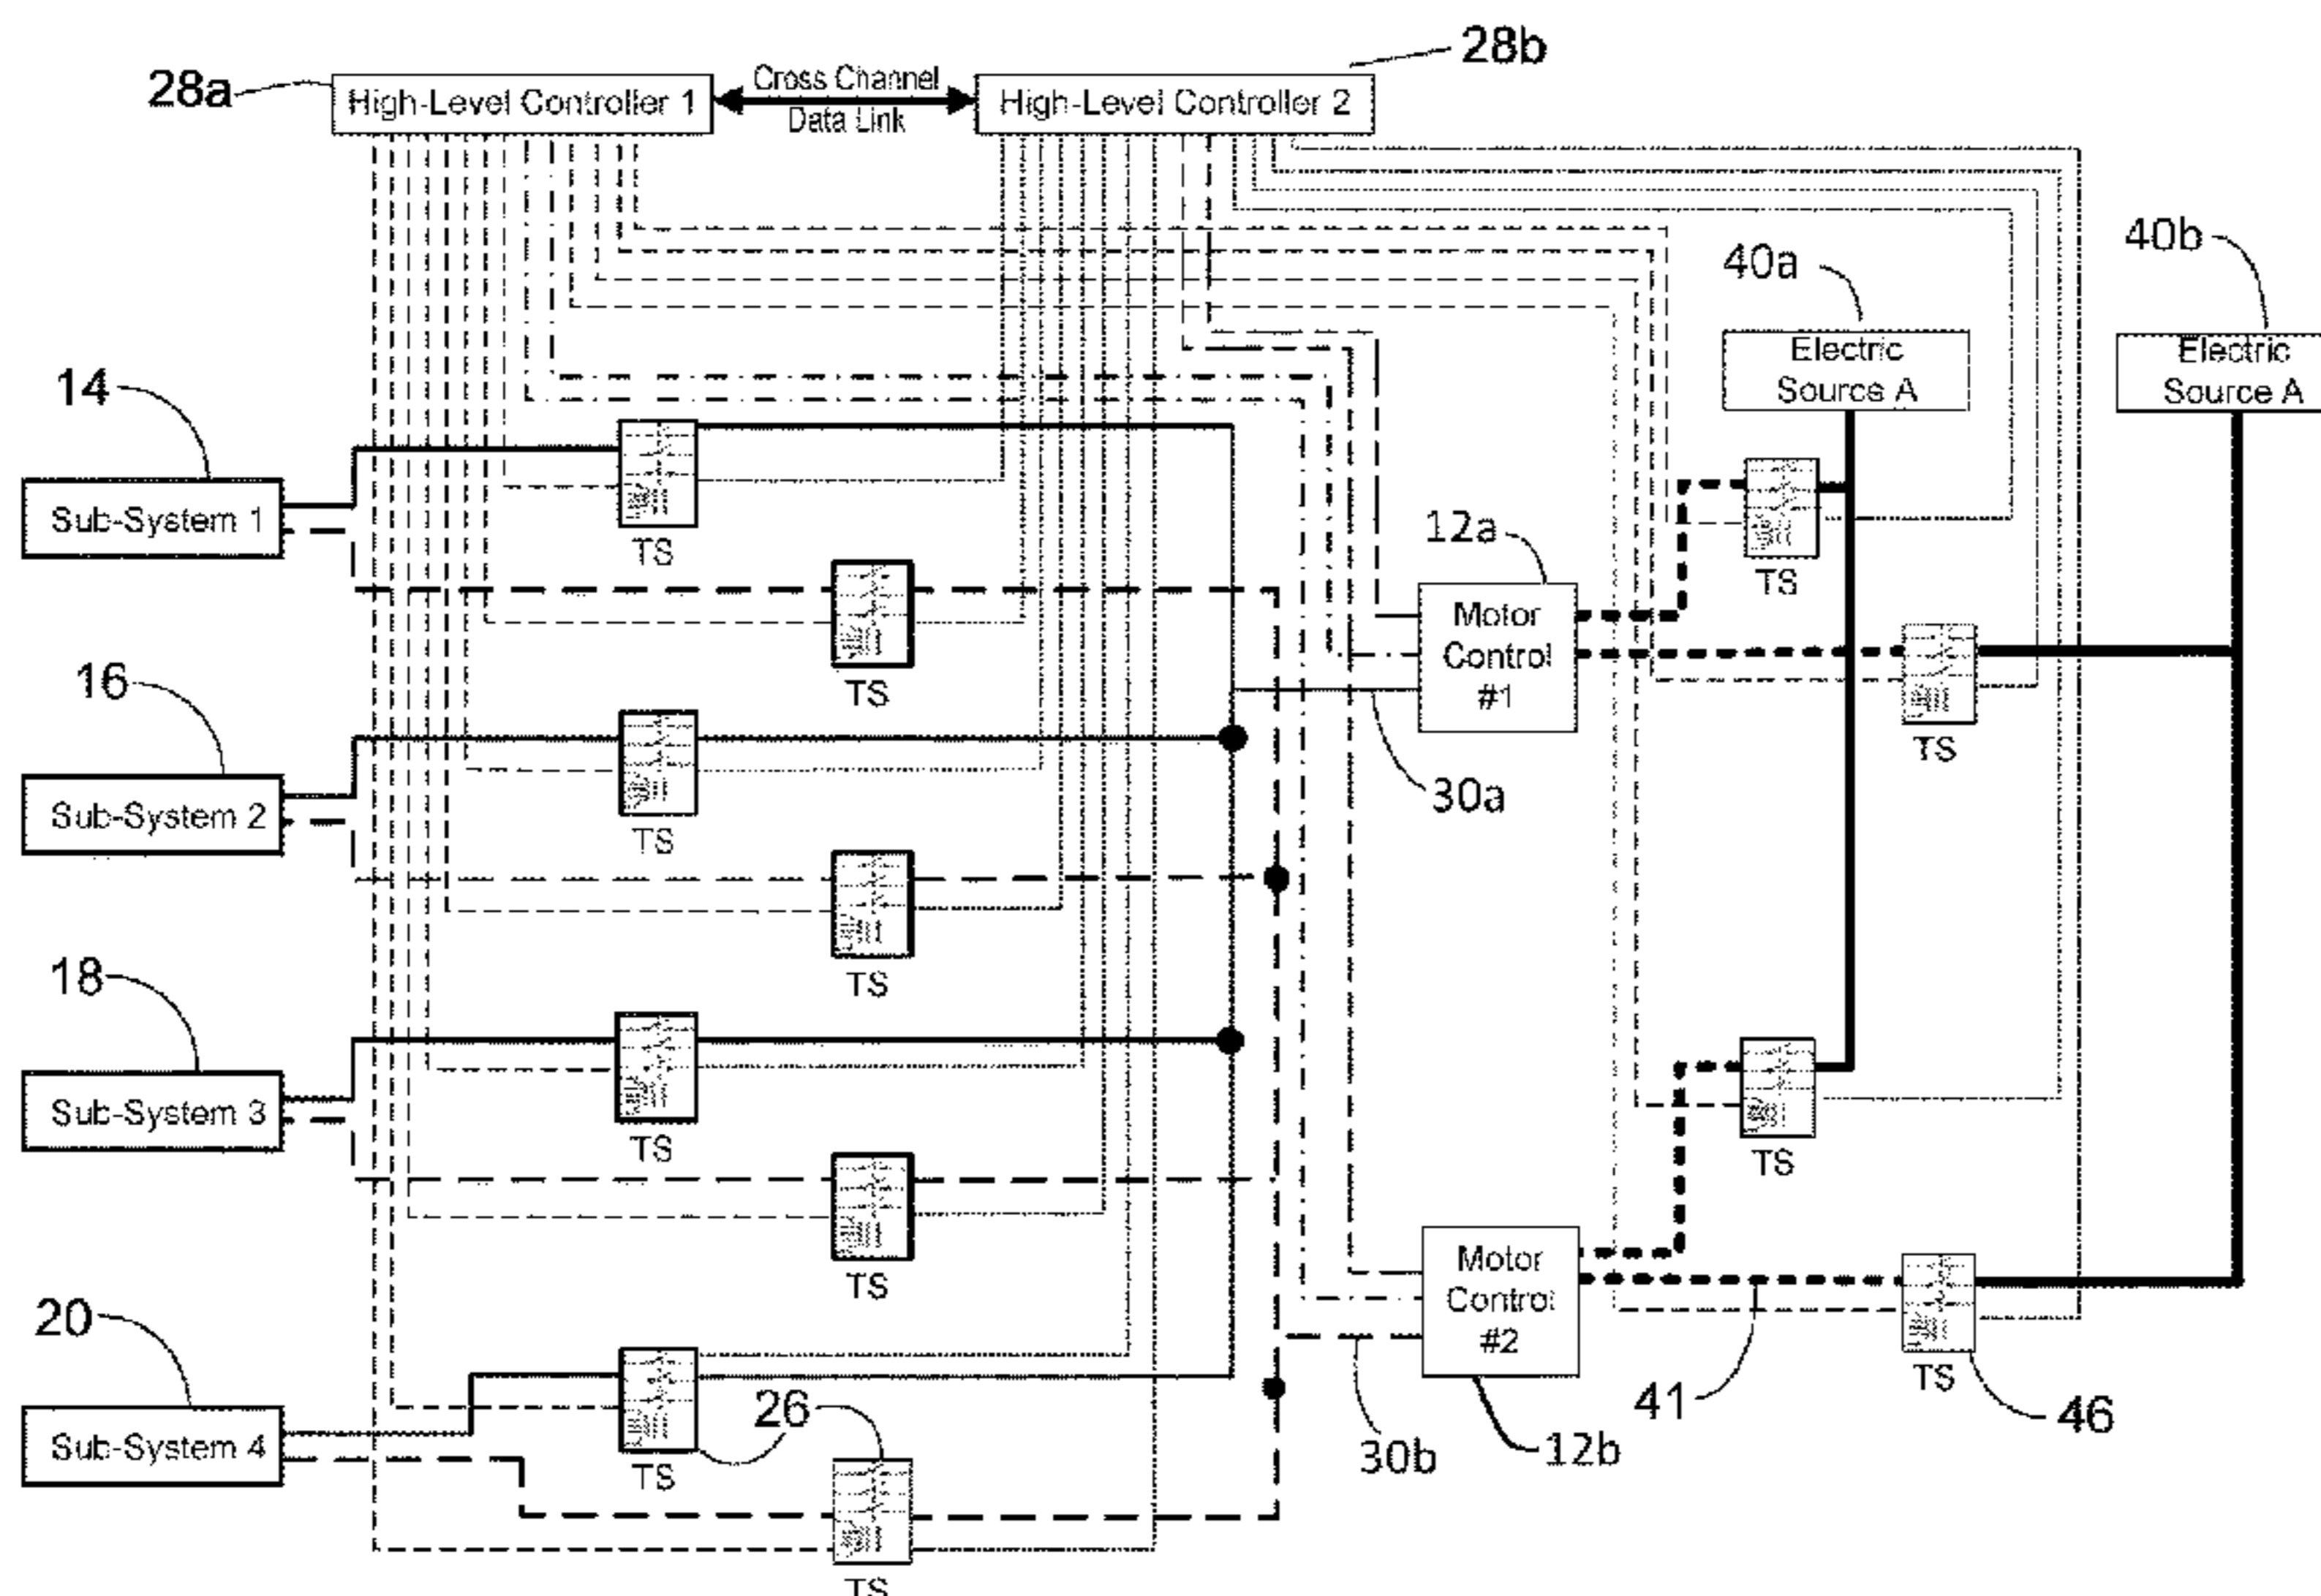 28b
28a
High-Level Controller 1
Cross Channel
Data Link
High-Level Controller 2
40b
40a
Electric
Source A
Electric
Source A
14
Sub-System 1
TS
TS
12a
Motor
Control
#1
TS
TS
16
Sub-System 2
TS
30a
TS
18
Sub-System 3
TS
TS
TS
20
Sub-System 4
TS
26
TS
Motor
Control
#2
30b
12b
41
TS
46